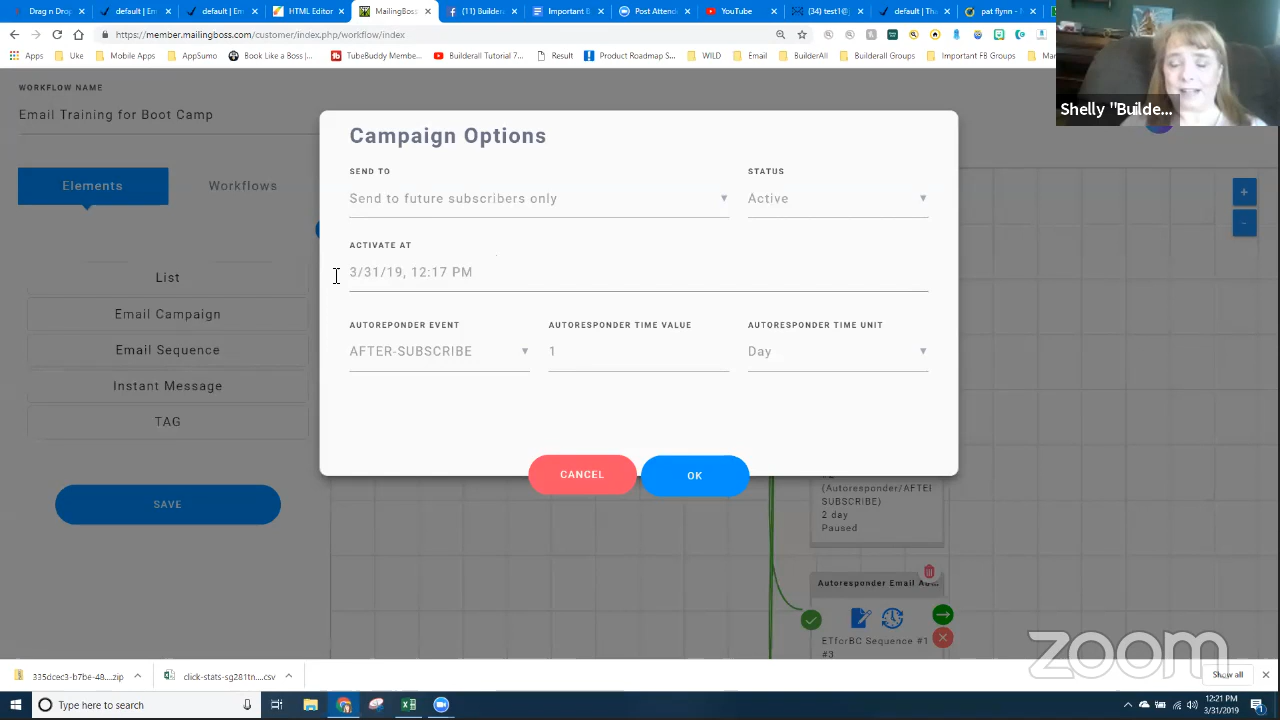 Drag n drop
default | Em
default | Em
HTML Editor
MailingBoss
(11) Builder
Important B
Post Attende
YouTube
(34) test1@
default | Tha
pat flynn -
https://member.mailingboss.com/customer/index.php/workflow/index
Apps
Uke
Mobile Apps
AppSumo
Book Like a Boss |...
TubeBuddy Famili...
Builderall Tutorial 7...
Result
Product Roadmap S...
WILD
Email
BuilderAll
Builderall Groups
Important FB Groups
Mar
Shelly "Builde...
WORKFLOW NAME
Email Training for Boot Camp
Elements
Workflows
List
Email Campaign
Email Sequence
Instant Message
TAG
SAVE
Campaign Options
SEND TO
STATUS
Send to future subscribers only
Active
ACTIVATE AT
3/31/19, 12:17 PM
AUTOREPONDER EVENT
AUTORESPONDER TIME VALUE
AUTORESPONDER TIME UNIT
AFTER-SUBSCRIBE
1
Day
CANCEL
OK
+
-
#2
(Autoresponder/AFTEI
SUBSCRIBE)
2 day
Paused
Autoresponder Email Au...
ETforBC Sequence #1
#3
zoom
335dcec3-b7be-48....zip
click-stats-sg281tn....csv
Show all
Type here to search
12:21 PM
3/31/2019